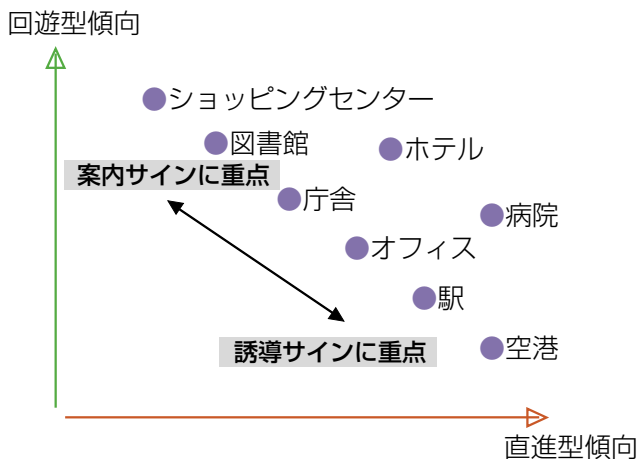 回遊型傾向
ショッピングセンター
図書館
ホテル
案内サインに重点
庁舎
病院
オフィス
駅
誘導サインに重点
空港
直進型傾向